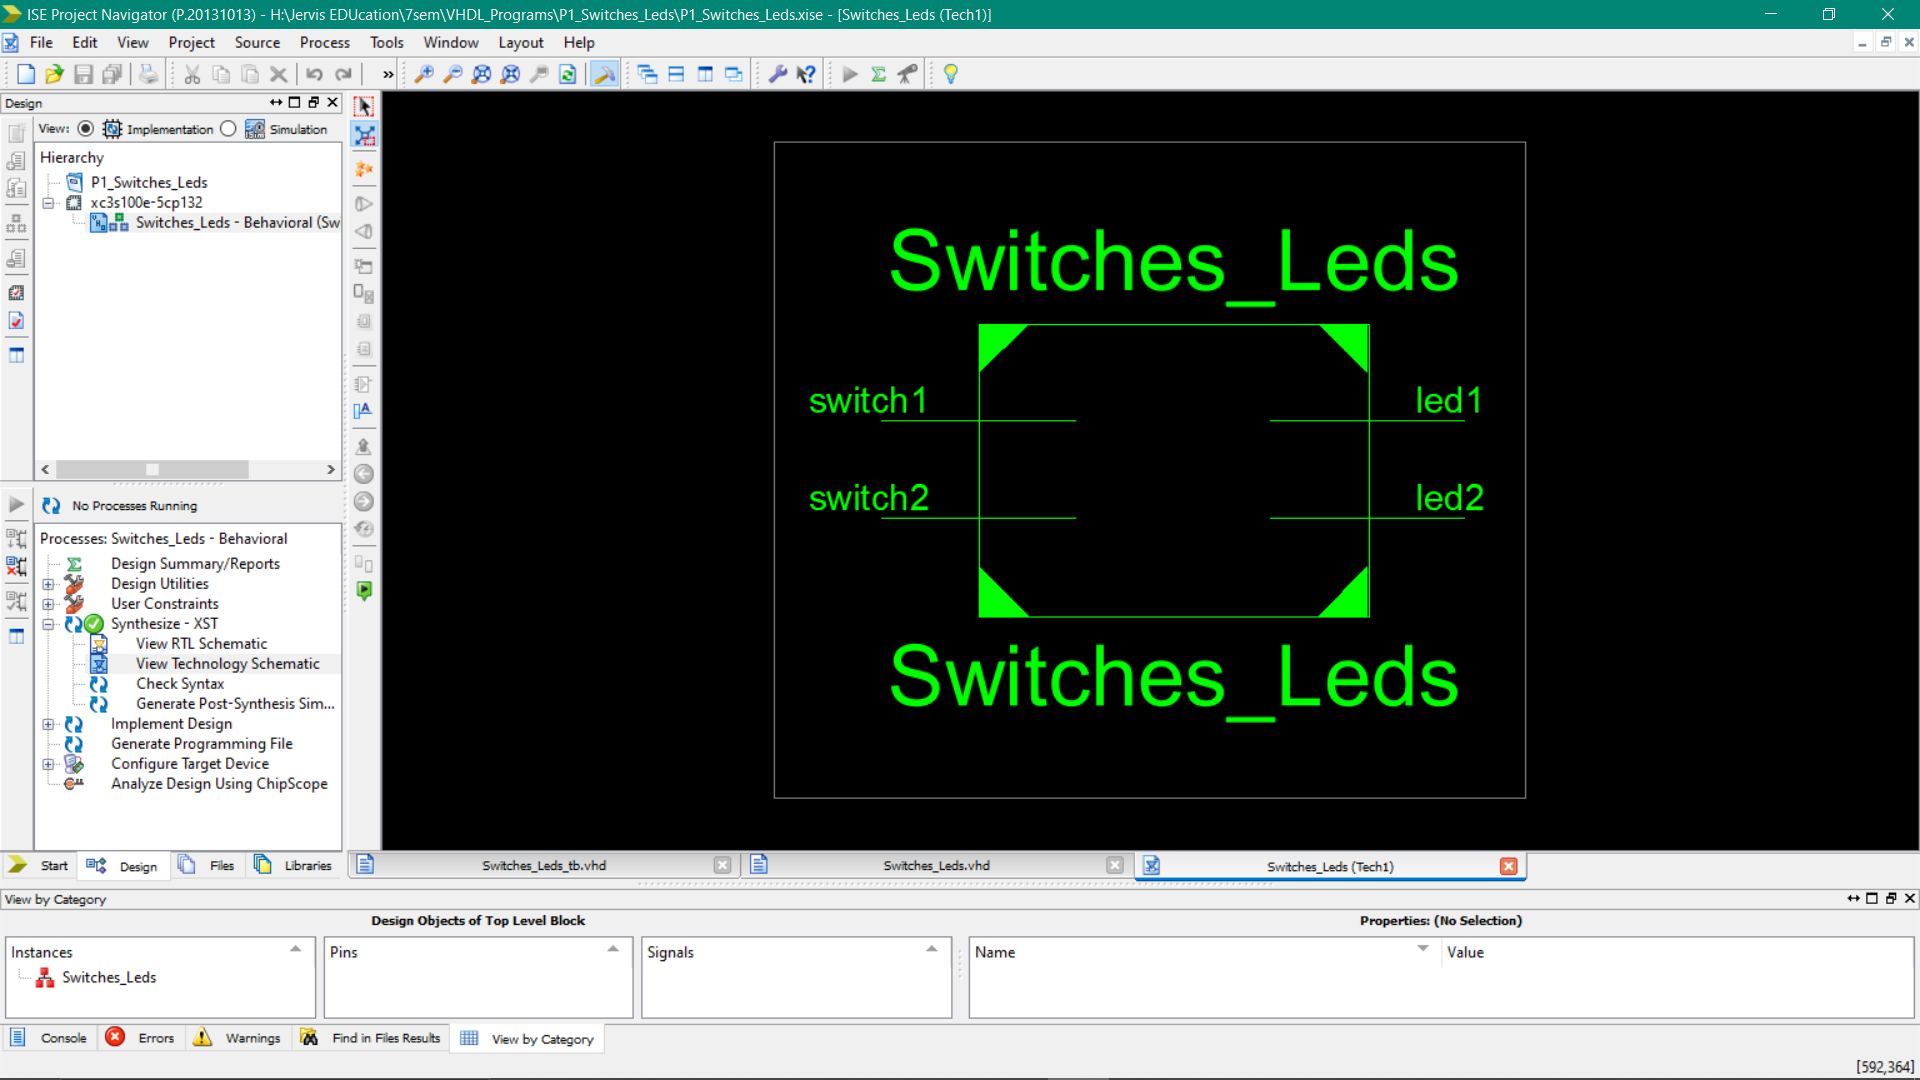 ISE Project Navigator (P.20131013) - H:\Jervis EDUcation\7sem\VHDL_Programs\P1_Switches_Leds\P1_Switches_Leds.xise - [Switches_Leds (Tech1)]
File Edit View Project Source Process Tools Window Layout Help
»
Design
View: Implementation Simulation
Hierarchy
P1_Switches_Leds
xc3s100e-5cp132
Switches_Leds - Behavioral (Sw
No Processes Running
Processes: Switches_Leds - Behavioral
Design Summary/Reports
Design Utilities
User Constraints
Synthesize - XST
View RTL Schematic
View Technology Schematic
Check Syntax
Generate Post-Synthesis Sim...
Implement Design
Generate Programming File
Configure Target Device
Analyze Design Using ChipScope
Start Design Files Libraries
Switches_Leds
switch1 led1
switch2 led2
Switches_Leds
Switches_Leds_tb.vhd Switches_Leds.vhd Switches_Leds (Tech1)
View by Category
Design Objects of Top Level Block Properties: (No Selection)
Instances Pins Signals Name Value
Switches_Leds
Console Errors Warnings Find in Files Results View by Category
[592,364]